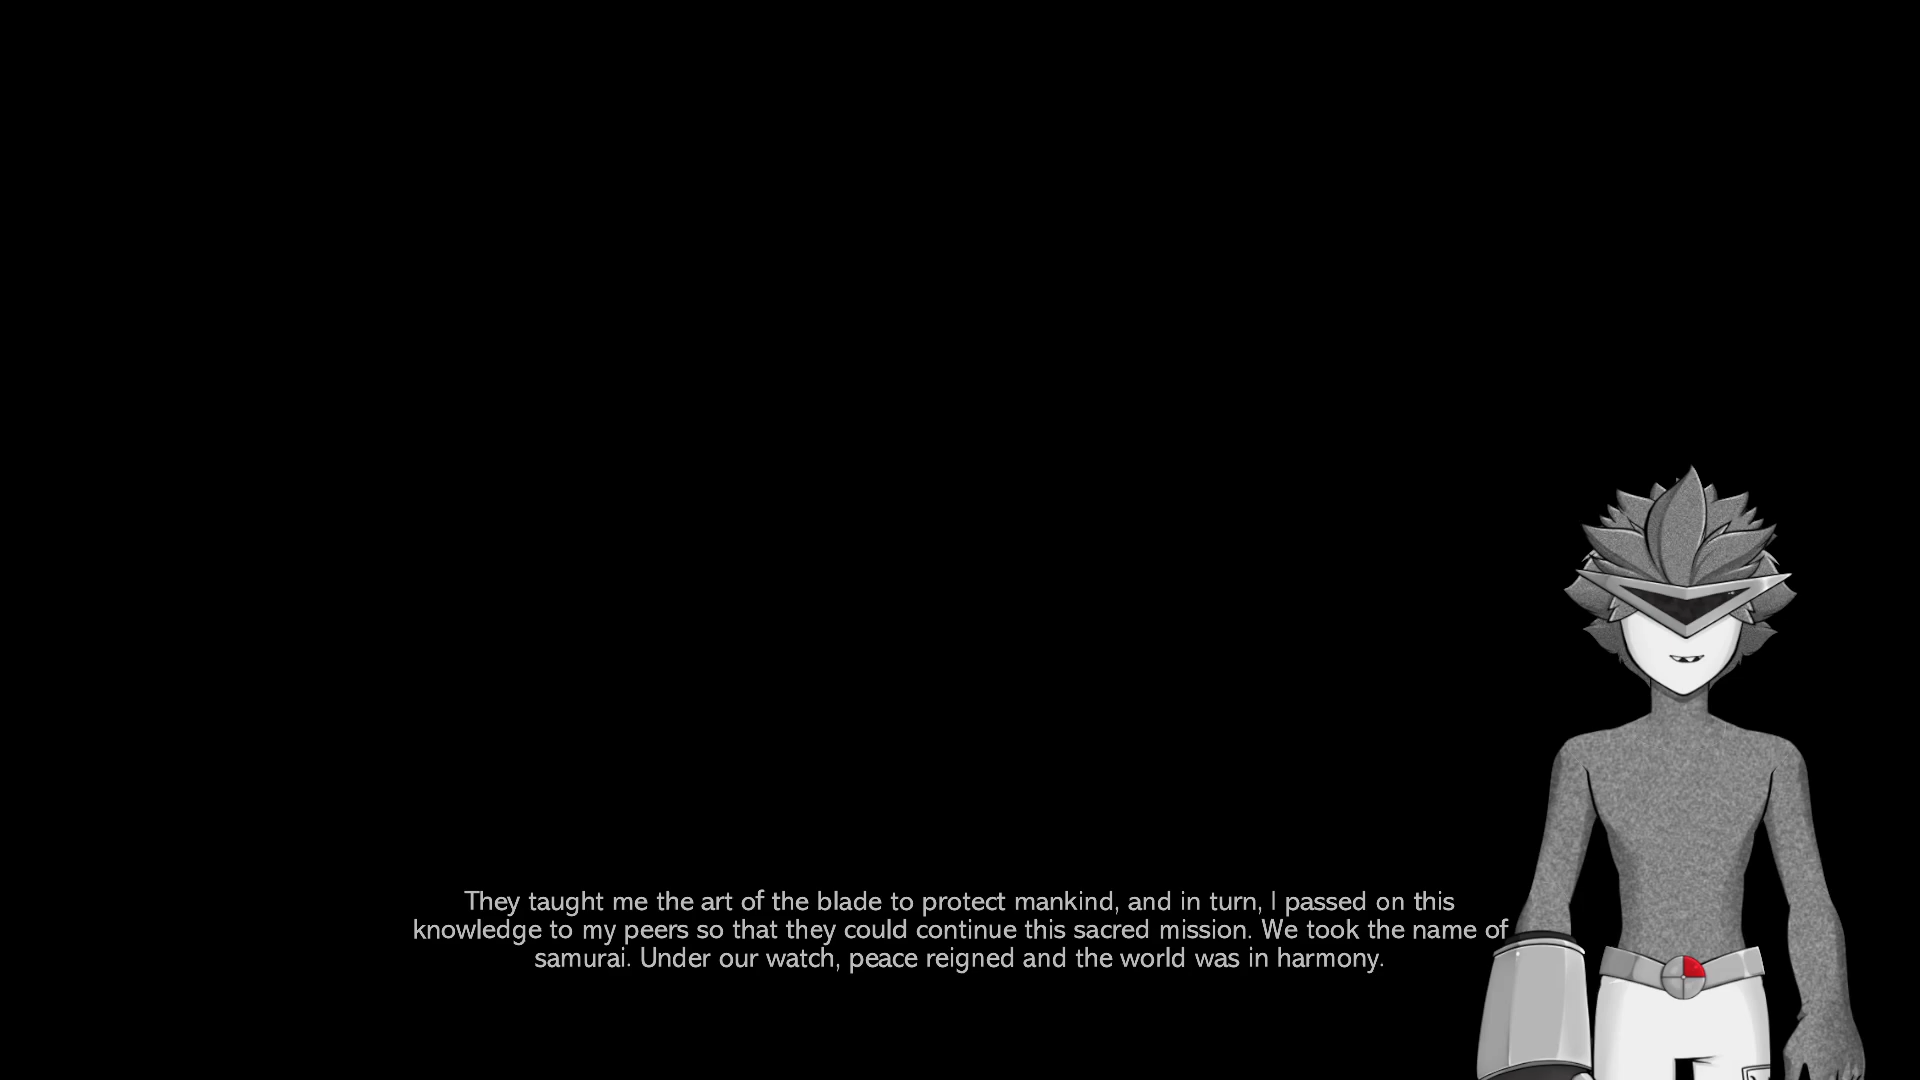 They taught me the art of the blade to protect mankind, and in turn, I passed on this
knowledge to my peers so that they could continue this sacred mission. We took the name of
samurai. Under our watch, peace reigned and the world was in harmony.